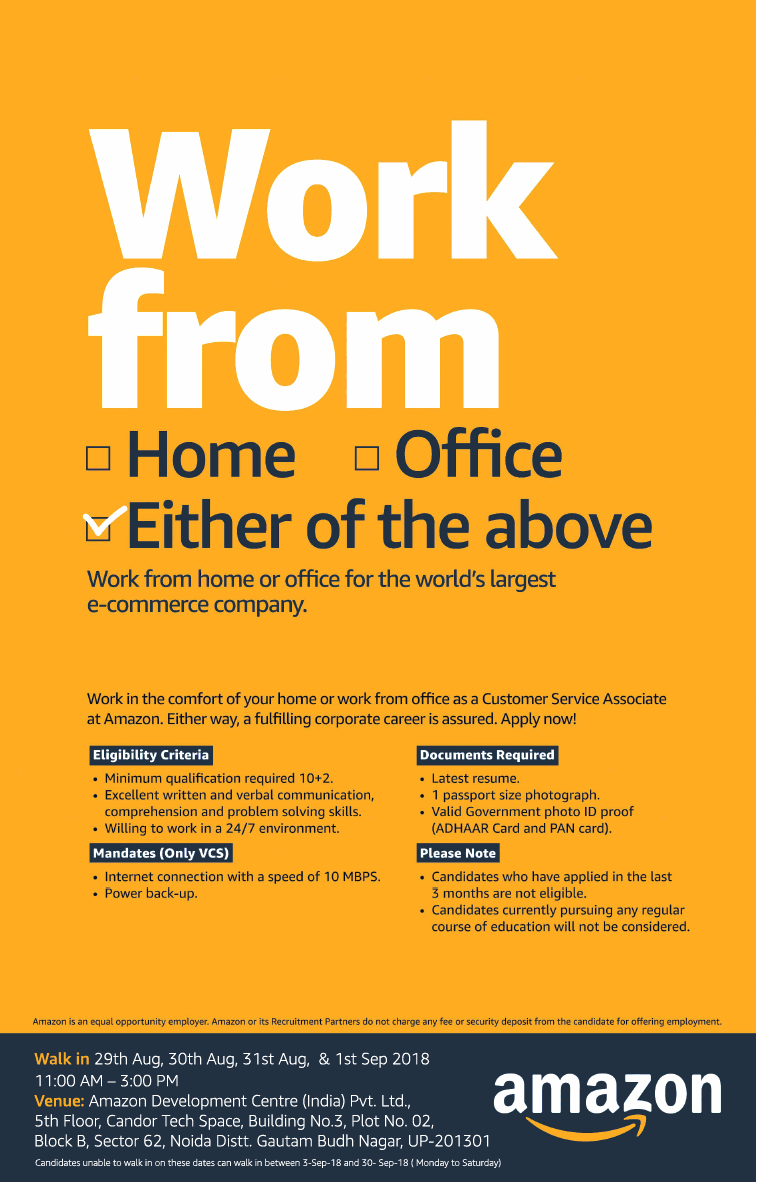 Work
from
Home Office
Either of the above
Work from home or office for the world's largest
e-commerce company.
Work in the comfort of your home or work from office as a Customer Service Associate
at Amazon. Either way, a fulfilling corporate career is assured. Apply now!
Eligibility Criteria
• Minimum qualification required 10+2.
• Excellent written and verbal communication,
comprehension and problem solving skills.
• Willing to work in a 24/7 environment.
Mandates (Only VCS)
• Internet connection with a speed of 10 MBPS.
• Power back-up.
Documents Required
• Latest resume.
• 1 passport size photograph.
• Valid Government photo ID proof
(ADHAAR Card and PAN card).
Please Note
• Candidates who have applied in the last
3 months are not eligible.
• Candidates currently pursuing any regular
course of education will not be considered.
Amazon is an equal opportunity employer. Amazon or its Recruitment Partners do not charge any fee or security deposit from the candidate for offering employment.
Walk in 29th Aug, 30th Aug, 31st Aug, & 1st Sep 2018
11:00 AM – 3:00 PM
Venue: Amazon Development Centre (India) Pvt. Ltd.,
5th Floor, Candor Tech Space, Building No.3, Plot No. 02,
Block B, Sector 62, Noida Distt. Gautam Budh Nagar, UP-201301
Candidates unable to walk in on these dates can walk in between 3-Sep-18 and 30- Sep-18 ( Monday to Saturday)
amazon